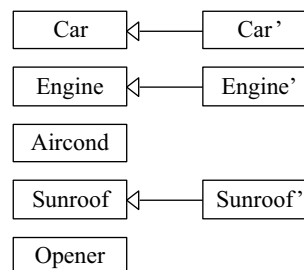 Car Car’
Engine Engine’
Aircond
Sunroof Sunroof’
Opener